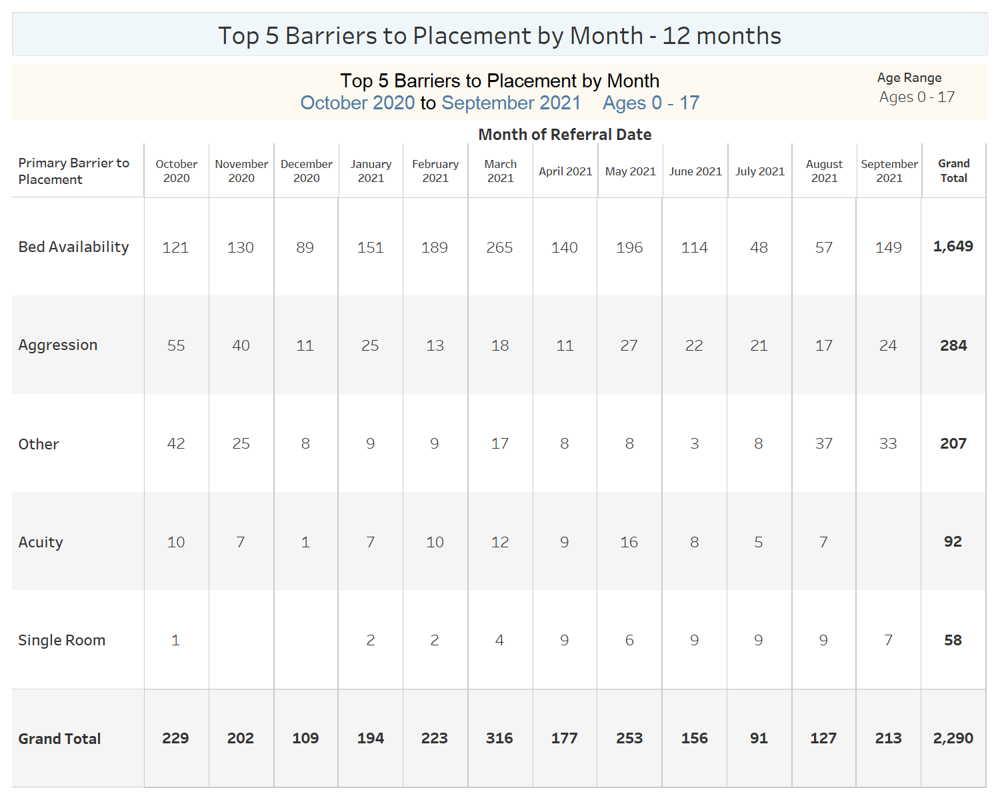 Top 5 Barriers to Placement by Month - 12 months
Top 5 Barriers to Placement by Month
October 2020 to September 2021 Ages 0 - 17
Age Range
Ages 0 - 17
Month of Referral Date
Primary Barrier to
Placement
October
2020
November
2020
December
2020
January
2021
February
2021
March
2021
April 2021
May 2021
June 2021
July 2021
August
2021
September
2021
Grand
Total
Bed Availability 121 130 89 151 189 265 140 196 114 48 57 149 1,649
Aggression 55 40 11 25 13 18 11 27 22 21 17 24 284
Other 42 25 8 9 9 17 8 8 3 8 37 33 207
Acuity 10 7 1 7 10 12 9 16 8 5 7 92
Single Room 1 2 2 4 9 6 9 9 9 7 58
Grand Total 229 202 109 194 223 316 177 253 156 91 127 213 2,290